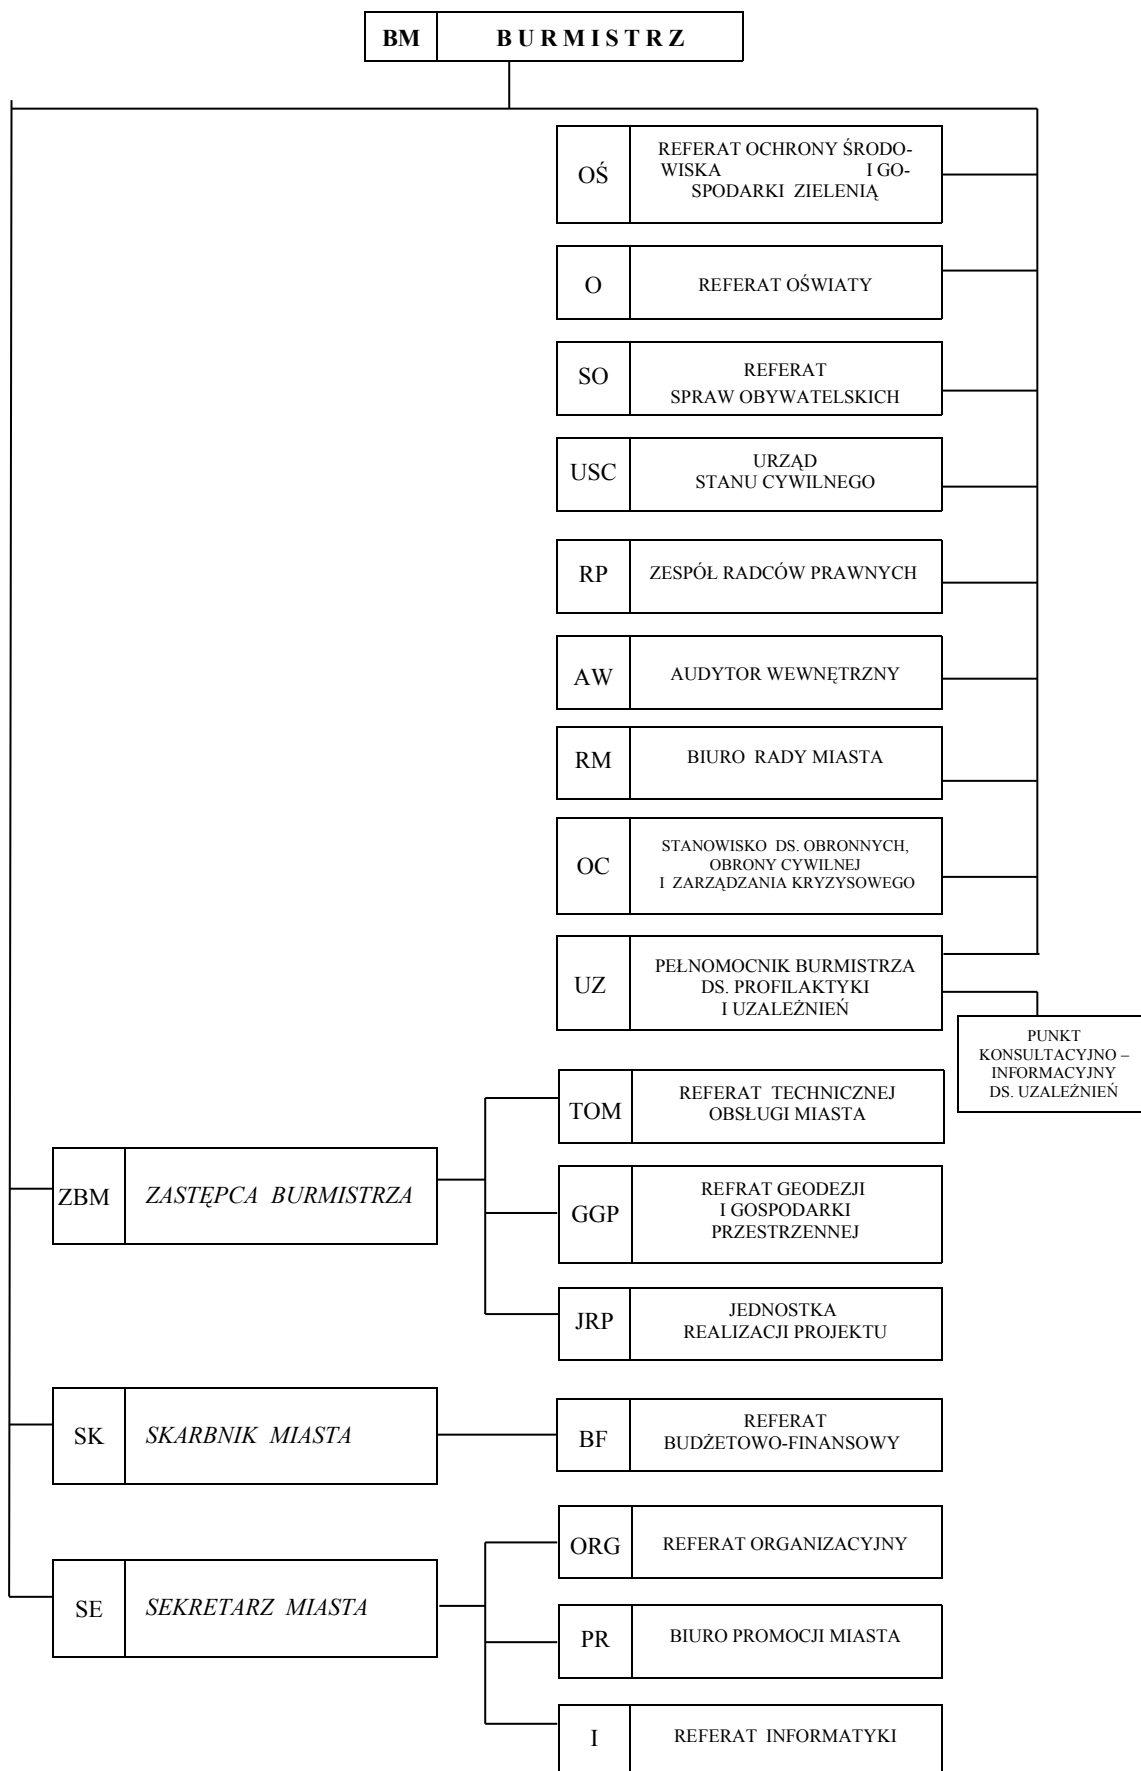 BM BURMISTRZ
OŚ
REFERAT OCHRONY ŚRODO-
WISKA I GO-
SPODARKI ZIELENIĄ
O REFERAT OŚWIATY
SO
REFERAT
SPRAW OBYWATELSKICH
USC
URZĄD
STANU CYWILNEGO
RP ZESPÓŁ RADCÓW PRAWNYCH
AW AUDYTOR WEWNĘTRZNY
RM BIURO RADY MIASTA
OC
STANOWISKO DS. OBRONNYCH,
OBRONY CYWILNEJ
I ZARZĄDZANIA KRYZYSOWEGO
UZ
PEŁNOMOCNIK BURMISTRZA
DS. PROFILAKTYKI
I UZALEŻNIEŃ
PUNKT
KONSULTACYJNO –
INFORMACYJNY
DS. UZALEŻNIEŃ
ZBM ZASTĘPCA BURMISTRZA
TOM
REFERAT TECHNICZNEJ
OBSŁUGI MIASTA
GGP
REFRAT GEODEZJI
I GOSPODARKI
PRZESTRZENNEJ
JRP
JEDNOSTKA
REALIZACJI PROJEKTU
SK SKARBNIK MIASTA
BF
REFERAT
BUDŻETOWO-FINANSOWY
SE SEKRETARZ MIASTA
ORG REFERAT ORGANIZACYJNY
PR BIURO PROMOCJI MIASTA
I REFERAT INFORMATYKI